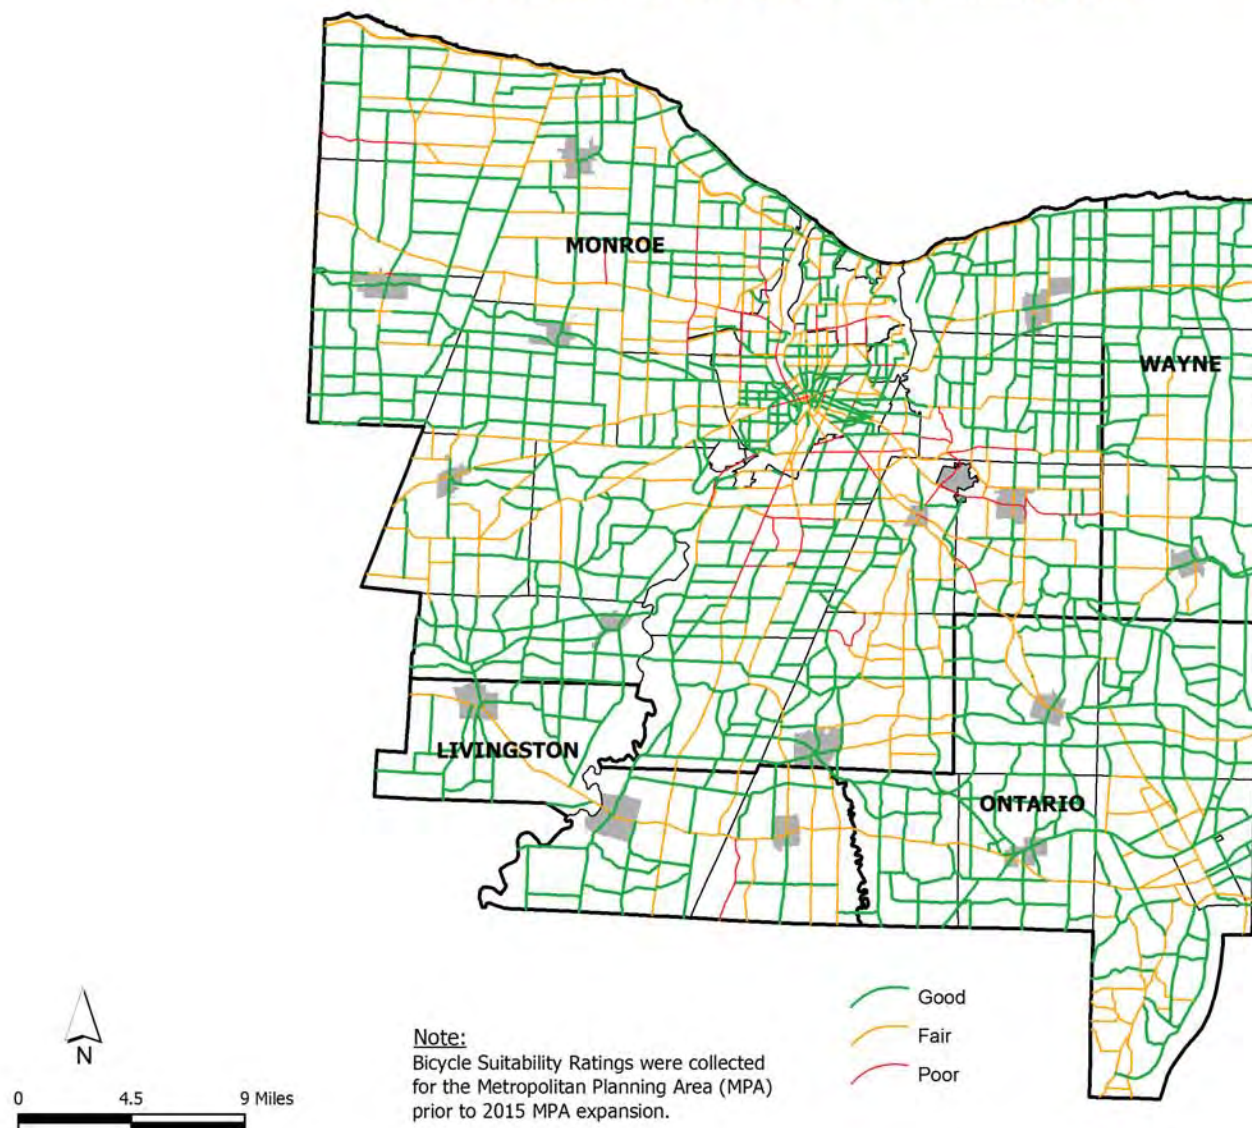 MONROE
WAYNE
LIVINGSTON
ONTARIO
Good
Fair
Poor
N
0 4.5 9 Miles
Note:
Bicycle Suitability Ratings were collected
for the Metropolitan Planning Area (MPA)
prior to 2015 MPA expansion.